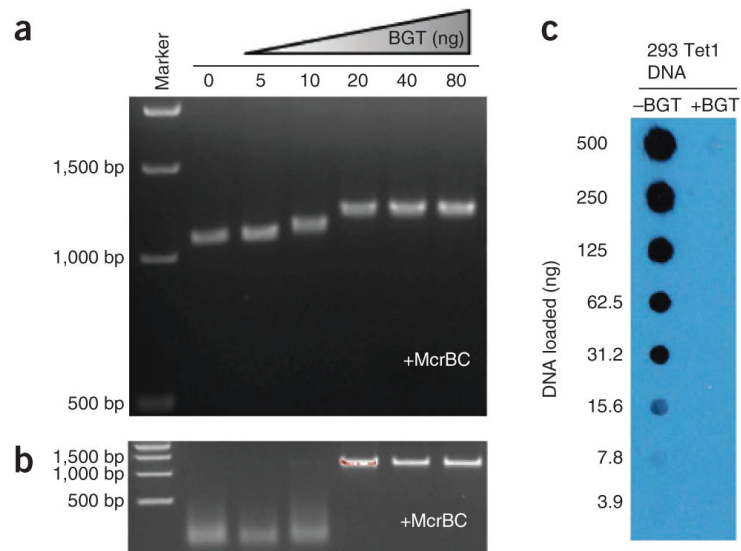 a
BGT (ng)
Marker
0 5 10 20 40 80
1,500 bp
1,000 bp
+McrBC
500 bp
b
1,500 bp
1,000 bp
500 bp
+McrBC
c
293 Tet1
DNA
–BGT +BGT
DNA loaded (ng)
500
250
125
62.5
31.2
15.6
7.8
3.9